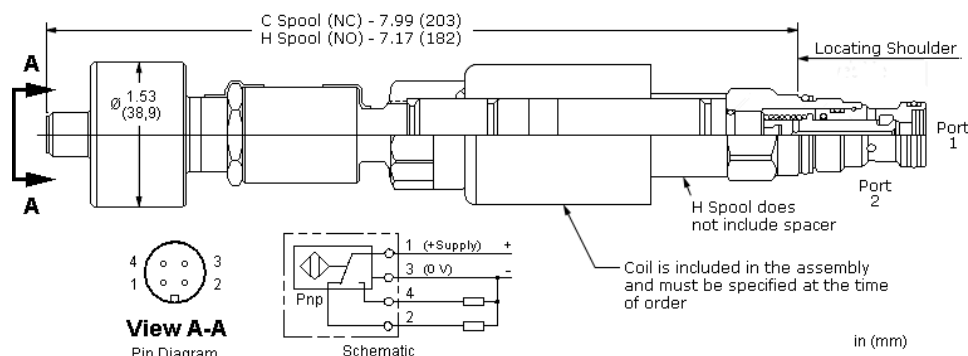 C Spool (NC) - 7.99 (203)
H Spool (NO) - 7.17 (182)
Locating Shoulder
A
Ø 1.53
(38,9)
Port
1
A
Port
2
H Spool does
not include spacer
1 (+Supply) +
4 3
3 (0 V) -
1 2
Pnp
4
2
Coil is included in the assembly
and must be specified at the time
of order
View A-A
Pin Diagram
Schematic
in (mm)